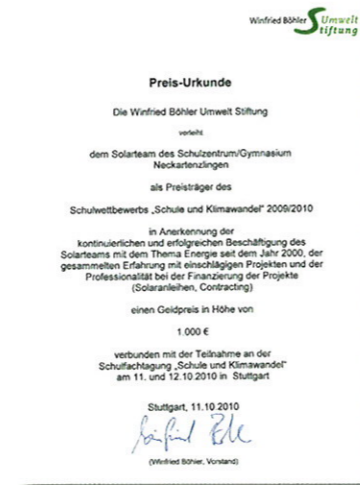 Winfried Böhler Umwelt
Stiftung
Preis-Urkunde
Die Winfried Böhler Umwelt Stiftung
verleiht
dem Solarteam des Schulzentrum/Gymnasium
Neckartenzlingen
als Preisträger des
Schulwettbewerbs „Schule und Klimawandel" 2009/2010
in Anerkennung der
kontinuierlichen und erfolgreichen Beschäftigung des
Solarteams mit dem Thema Energie seit dem Jahr 2000, der
gesammelten Erfahrung mit einschlägigen Projekten und der
Professionalität bei der Finanzierung der Projekte
(Solaranleihen, Contracting)
einen Geldpreis in Höhe von
1.000 €
verbunden mit der Teilnahme an der
Schulfachtagung „Schule und Klimawandel"
am 11. und 12.10.2010 in Stuttgart
Stuttgart, 11.10.2010
(Winfried Böhler, Vorstand)